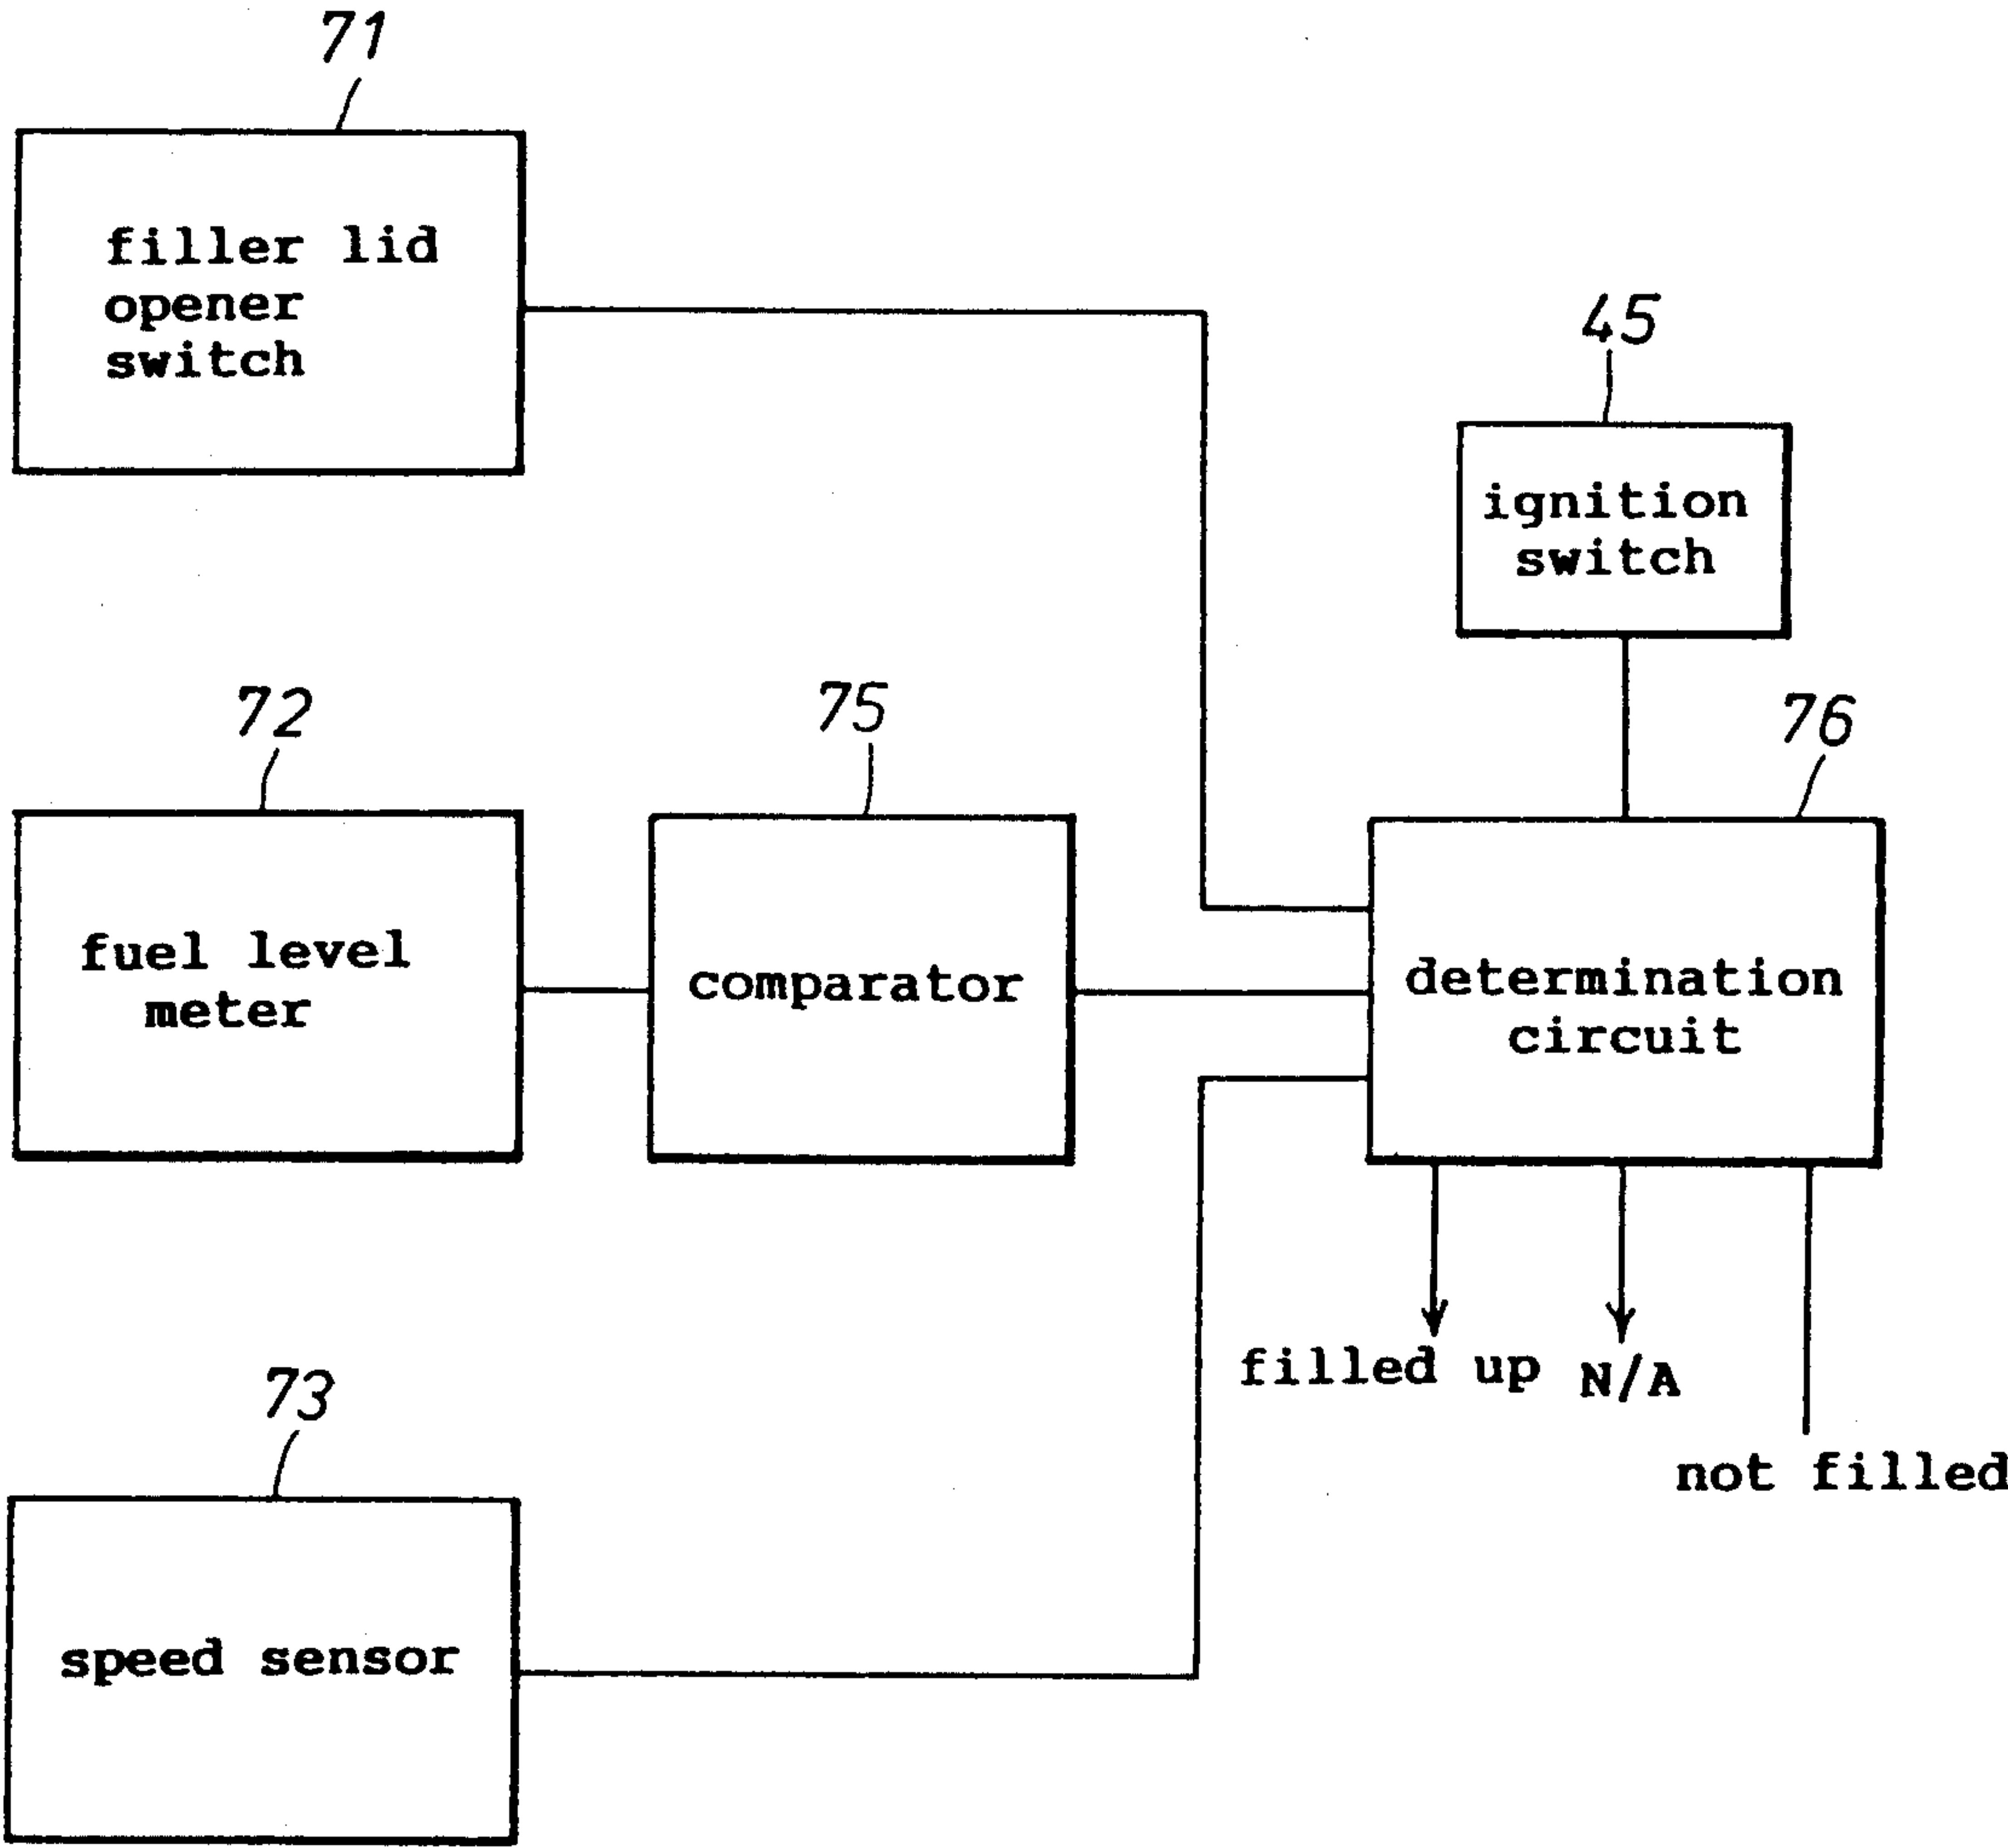 71
filler lid
opener
switch
45
ignition
switch
72
75
76
fuel level
meter
comparator
determination
circuit
filled up
N/A
not filled
73
speed sensor